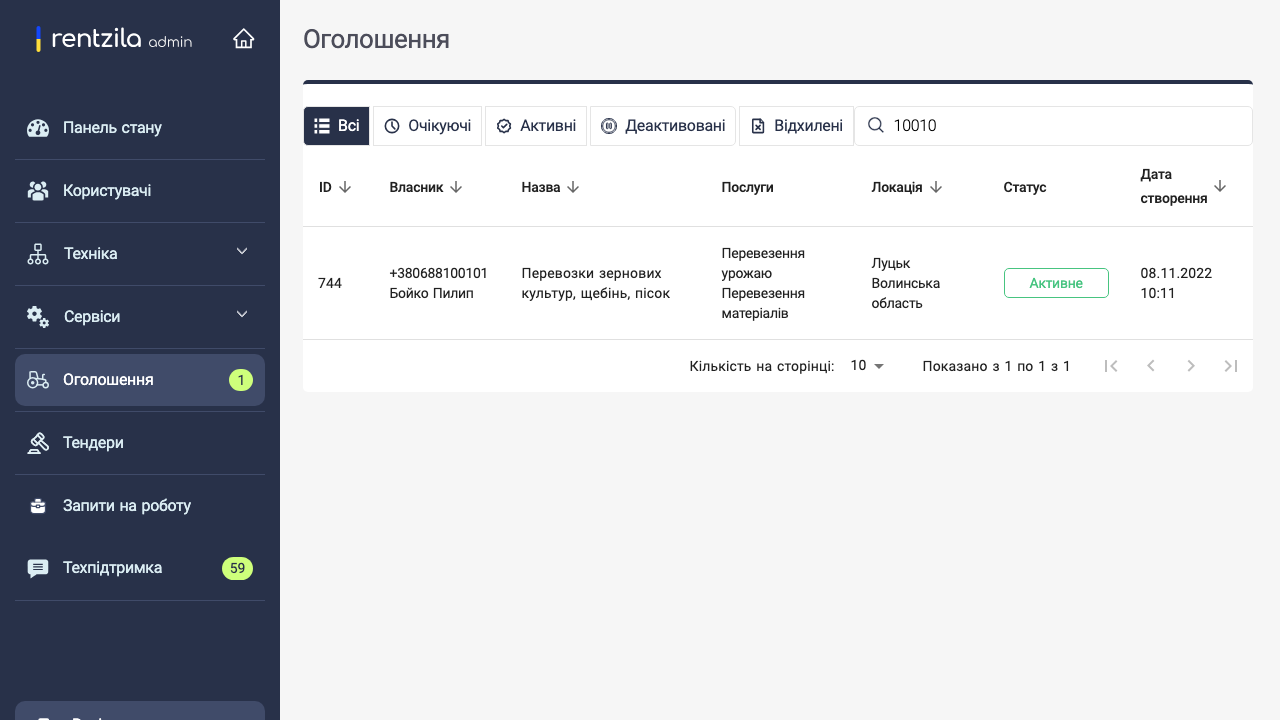 rentzila admin
Панель стану
Користувачі
Техніка
Сервіси
Оголошення 1
Тендери
Запити на роботу
Техпідтримка 59
Оголошення
Всі Очікуючі Активні Деактивовані Відхилені 10010
ID Власник Назва Послуги Локація Статус Дата створення
744
+380688100101
Бойко Пилип
Перевозки зернових
культур, щебінь, пісок
Перевезення
урожаю
Перевезення
матеріалів
Луцьк
Волинська
область
Активне
08.11.2022
10:11
Кількість на сторінці: 10 Показано з 1 по 1 з 1